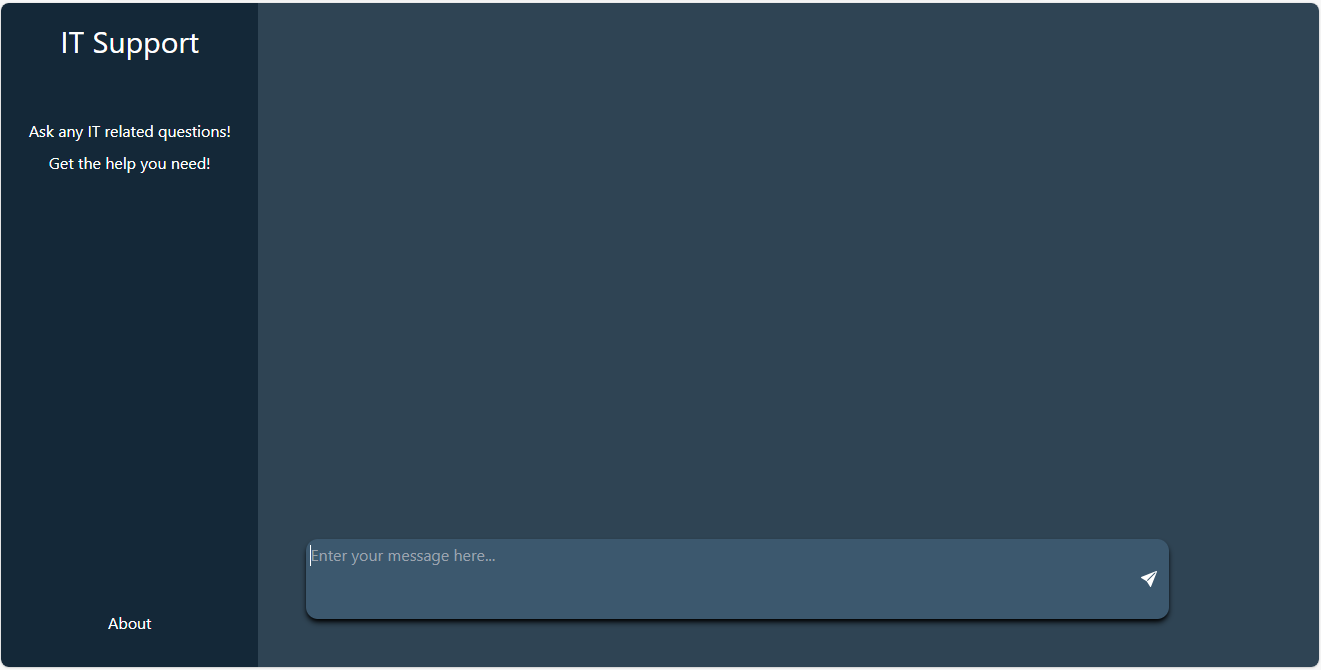 IT Support
Ask any IT related questions!
Get the help you need!
Enter your message here...
About